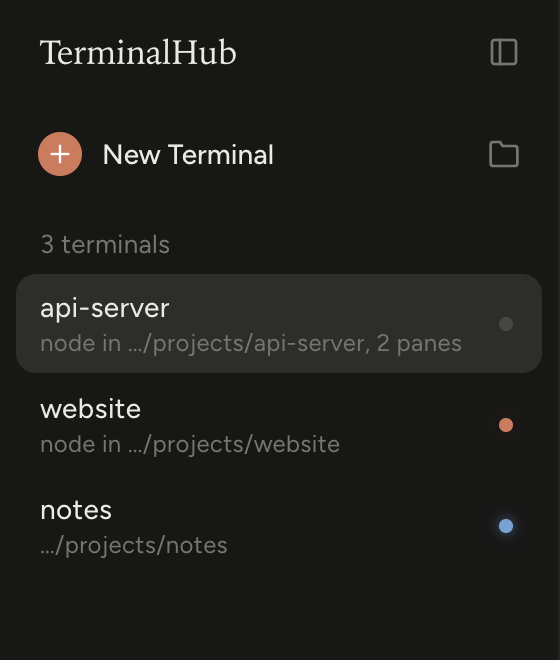 TerminalHub
New Terminal
3 terminals
api-server
node in .../projects/api-server, 2 panes
website
node in .../projects/website
notes
.../projects/notes